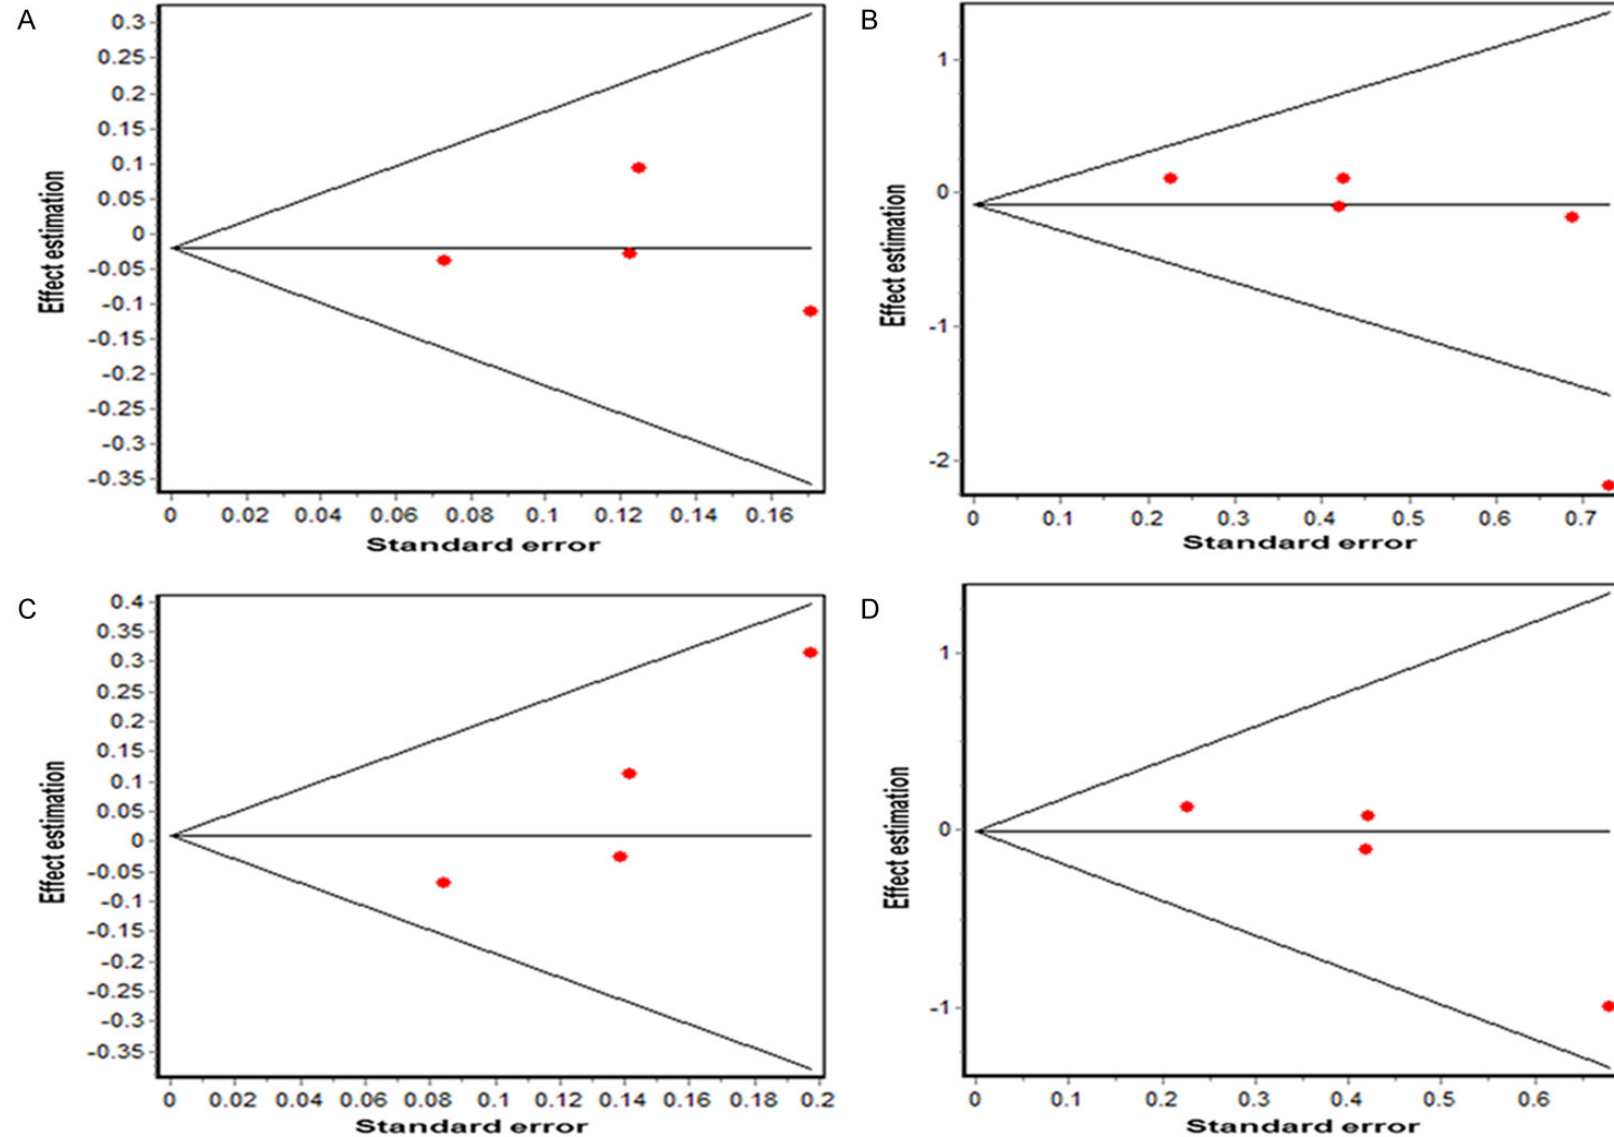 A
0.3
0.25
0.2
0.15
0.1
0.05
0
-0.05
-0.1
-0.15
-0.2
-0.25
-0.3
-0.35
Effect estimation
0 0.02 0.04 0.06 0.08 0.1 0.12 0.14 0.16
Standard error
B
1
0
-1
-2
Effect estimation
0 0.1 0.2 0.3 0.4 0.5 0.6 0.7
Standard error
C
0.4
0.35
0.3
0.25
0.2
0.15
0.1
0.05
0
-0.05
-0.1
-0.15
-0.2
-0.25
-0.3
-0.35
Effect estimation
0 0.02 0.04 0.06 0.08 0.1 0.12 0.14 0.16 0.18 0.2
Standard error
D
1
0
-1
Effect estimation
0 0.1 0.2 0.3 0.4 0.5 0.6
Standard error